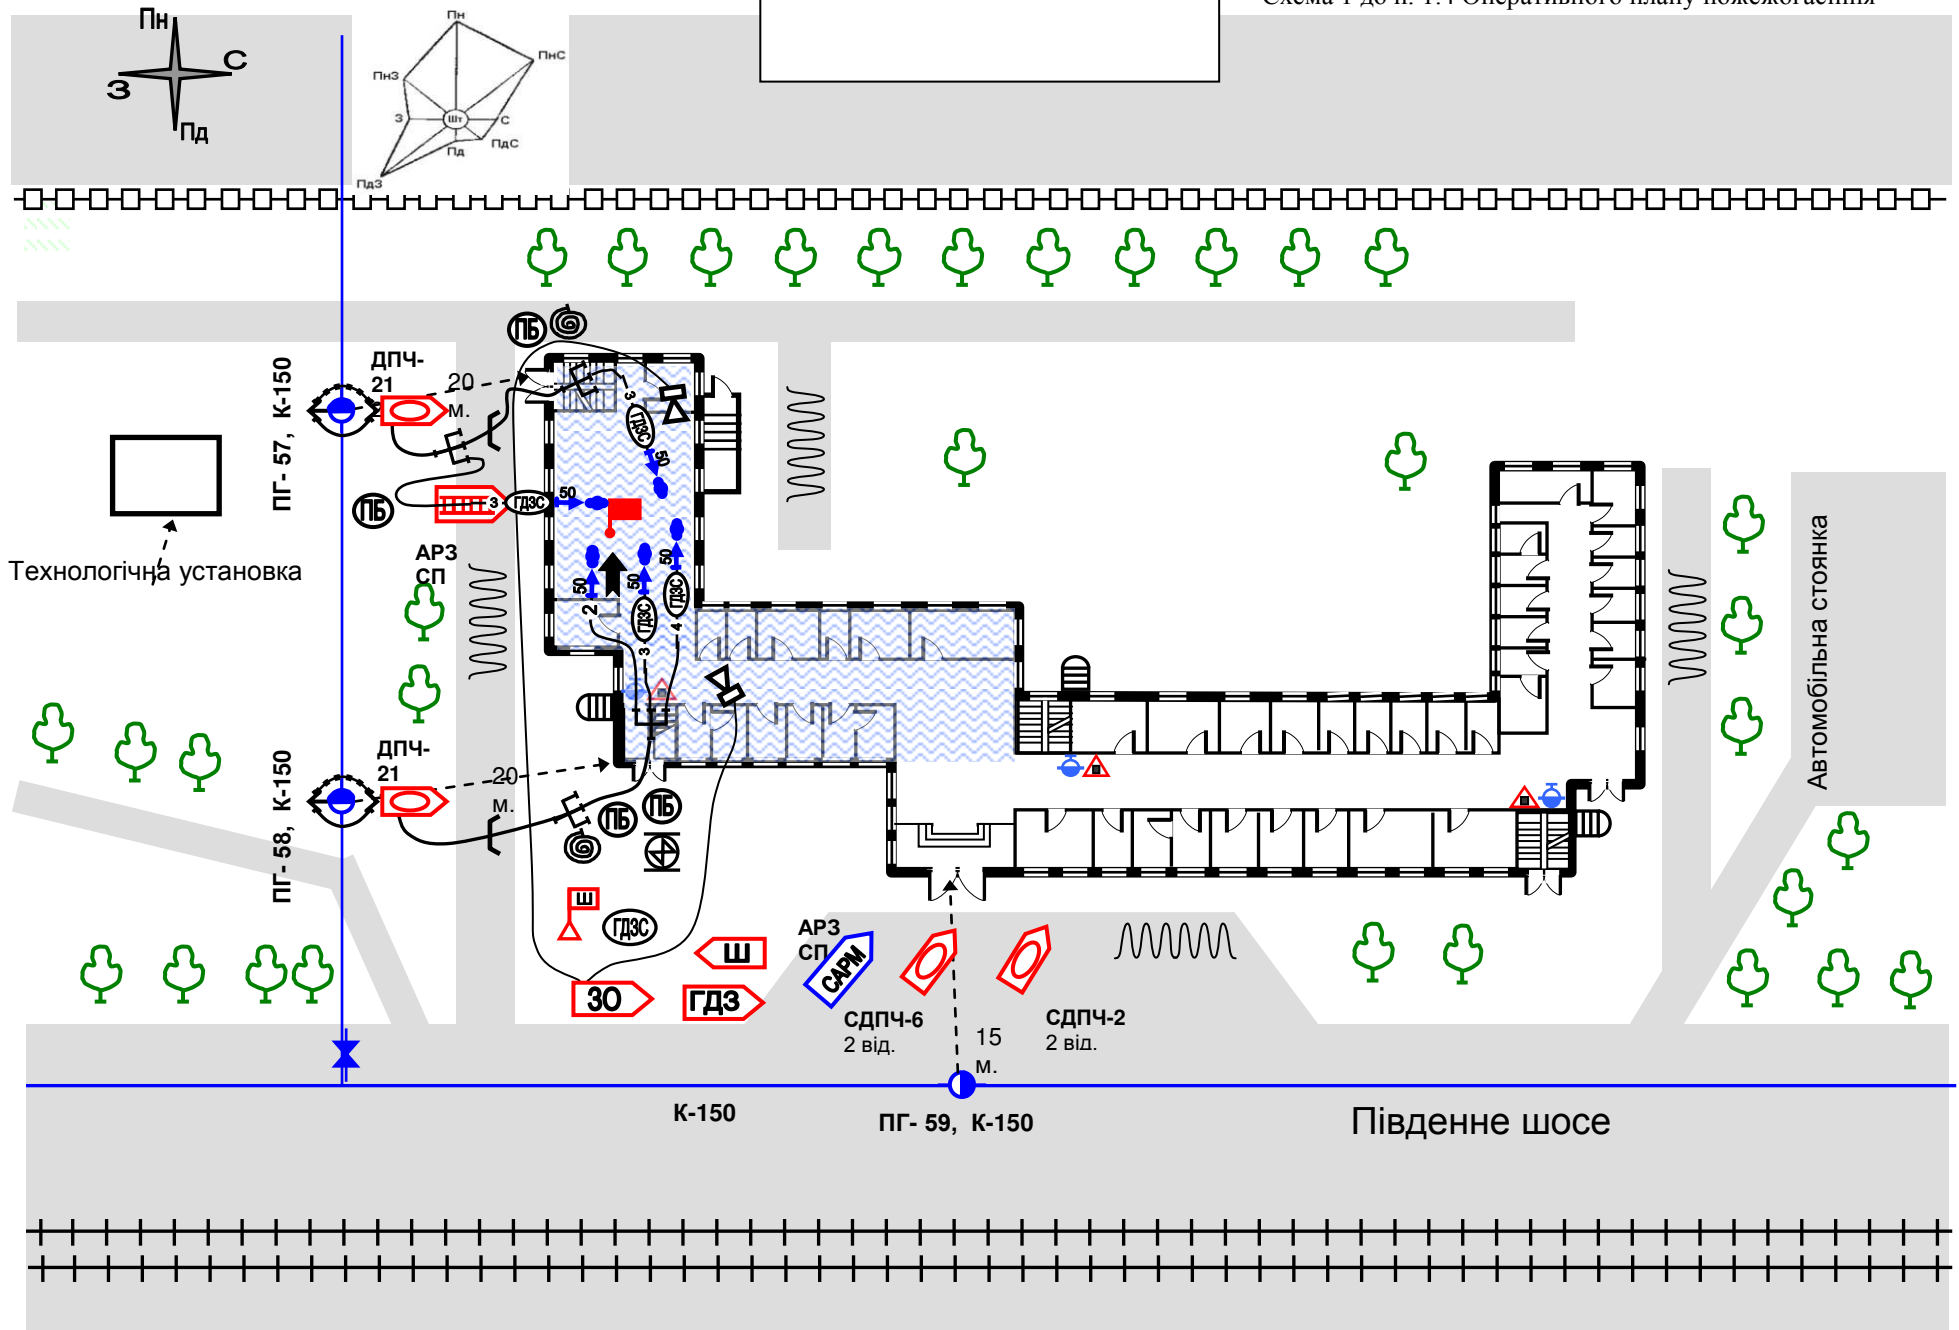 Схема 1 до п. 1.4 Оперативного плану пожежогасіння
Пн
С
З
Пд
Пн
ПнС
ПнЗ
З
Шт
С
ПдС
Пд
ПдЗ
ПБ
ДПЧ-
21
20
м.
ПГ- 57, К-150
3
ГДЗС
50
ПБ
3
ГДЗС
50
АРЗ
СП
Технологічна установка
50
50
50
2
ГДЗС
ГДЗС
3
4
Автомобільна стоянка
ДПЧ-
21
20
м.
ПГ- 58, К-150
ПБ
ПБ
Ш
ГДЗС
Ш
ЗО
ГДЗ
АРЗ
СП
САРМ
СДПЧ-6
2 від.
СДПЧ-2
2 від.
15
м.
К-150
ПГ- 59, К-150
Південне шосе